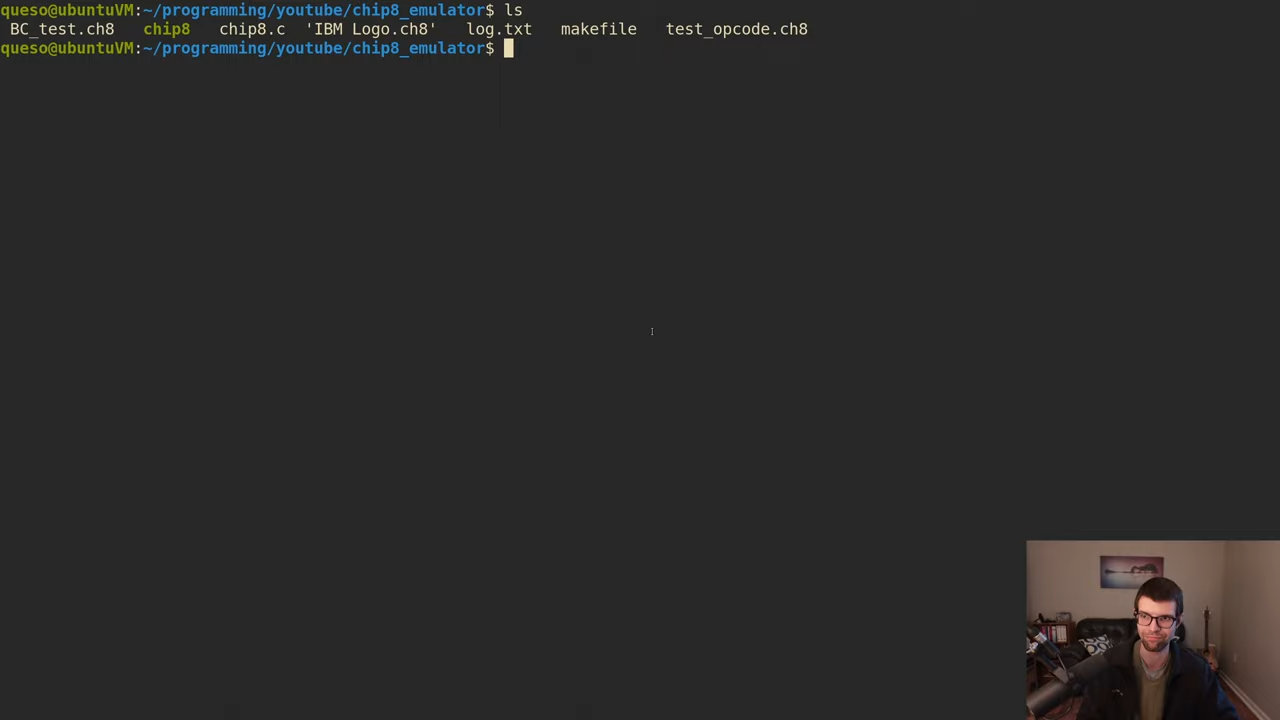 queso@ubuntuVM:~/programming/youtube/chip8_emulator$ ls
BC_test.ch8   chip8   chip8.c  'IBM Logo.ch8'   log.txt   makefile   test_opcode.ch8
queso@ubuntuVM:~/programming/youtube/chip8_emulator$